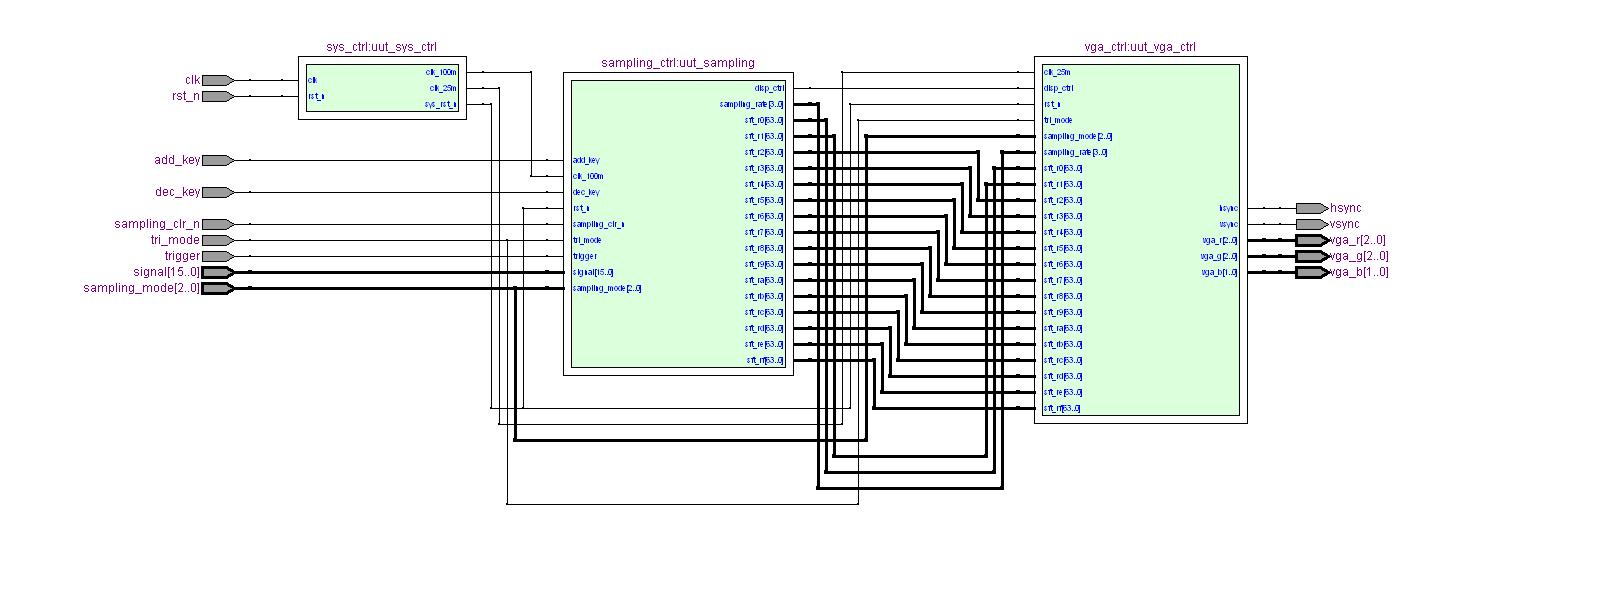 sys_ctrl:uut_sys_ctrl
clk
rst_n
clk
rst_n
clk_100m
clk_25m
sys_rst_n
add_key
dec_key
sampling_clr_n
tri_mode
trigger
signal[15..0]
sampling_mode[2..0]
sampling_ctrl:uut_sampling
add_key
clk_100m
dec_key
rst_n
sampling_clr_n
tri_mode
trigger
signal[15..0]
sampling_mode[2..0]
disp_ctrl
sampling_rate[3..0]
sft_r0[63..0]
sft_r1[63..0]
sft_r2[63..0]
sft_r3[63..0]
sft_r4[63..0]
sft_r5[63..0]
sft_r6[63..0]
sft_r7[63..0]
sft_r8[63..0]
sft_r9[63..0]
sft_ra[63..0]
sft_rb[63..0]
sft_rc[63..0]
sft_rd[63..0]
sft_re[63..0]
sft_rf[63..0]
vga_ctrl:uut_vga_ctrl
clk_25m
disp_ctrl
rst_n
tri_mode
sampling_mode[2..0]
sampling_rate[3..0]
sft_r0[63..0]
sft_r1[63..0]
sft_r2[63..0]
sft_r3[63..0]
sft_r4[63..0]
sft_r5[63..0]
sft_r6[63..0]
sft_r7[63..0]
sft_r8[63..0]
sft_r9[63..0]
sft_ra[63..0]
sft_rb[63..0]
sft_rc[63..0]
sft_rd[63..0]
sft_re[63..0]
sft_rf[63..0]
hsync
vsync
vga_r[2..0]
vga_g[2..0]
vga_b[1..0]
hsync
vsync
vga_r[2..0]
vga_g[2..0]
vga_b[1..0]